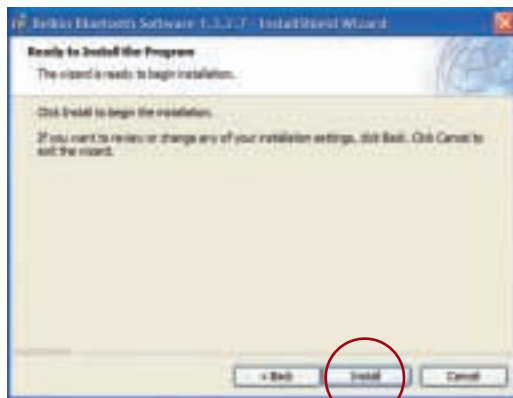 Belkin Bluetooth Software 1.3.2.7 - InstallShield Wizard
Ready to Install the Program
The wizard is ready to begin installation.
Click Install to begin the installation.
If you want to review or change any of your installation settings, click Back. Click Cancel to
exit the wizard.
< Back Install Cancel